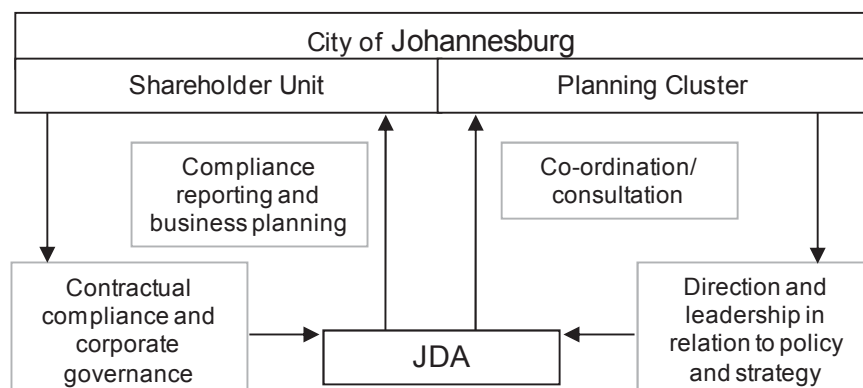 City of Johannesburg
Shareholder Unit
Planning Cluster
Compliance
reporting and
business planning
Co-ordination/
consultation
Contractual
compliance and
corporate
governance
JDA
Direction and
leadership in
relation to policy
and strategy